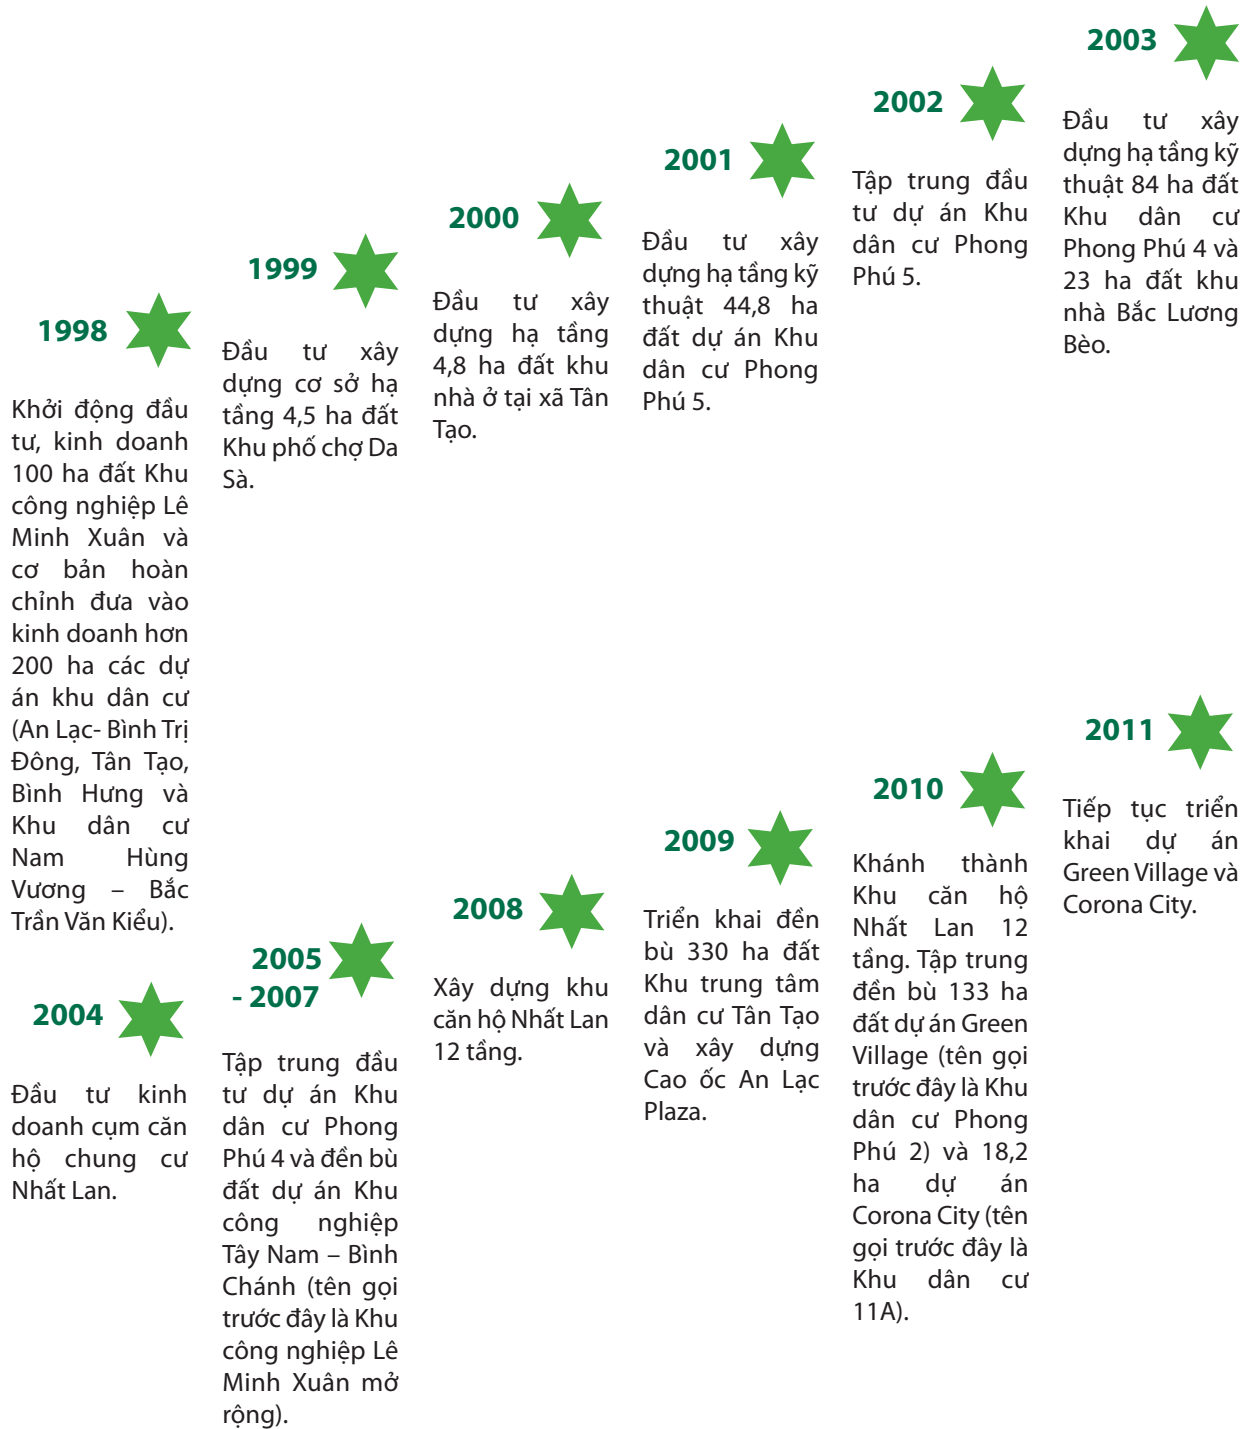 1998
Khởi động đầu
tư, kinh doanh
100 ha đất Khu
công nghiệp Lê
Minh Xuân và
cơ bản hoàn
chỉnh đưa vào
kinh doanh hơn
200 ha các dự
án khu dân cư
(An Lạc- Bình Trị
Đông, Tân Tạo,
Bình Hưng và
Khu dân cư
Nam Hùng
Vương – Bắc
Trần Văn Kiểu).
1999
Đầu tư xây
dựng cơ sở hạ
tầng 4,5 ha đất
Khu phố chợ Da
Sà.
2000
Đầu tư xây
dựng hạ tầng
4,8 ha đất khu
nhà ở tại xã Tân
Tạo.
2001
Đầu tư xây
dựng hạ tầng kỹ
thuật 44,8 ha
đất dự án Khu
dân cư Phong
Phú 5.
2002
Tập trung đầu
tư dự án Khu
dân cư Phong
Phú 5.
2003
Đầu tư xây
dựng hạ tầng kỹ
thuật 84 ha đất
Khu dân cư
Phong Phú 4 và
23 ha đất khu
nhà Bắc Lương
Bèo.
2004
Đầu tư kinh
doanh cụm căn
hộ chung cư
Nhất Lan.
2005
- 2007
Tập trung đầu
tư dự án Khu
dân cư Phong
Phú 4 và đền bù
đất dự án Khu
công nghiệp
Tây Nam – Bình
Chánh (tên gọi
trước đây là Khu
công nghiệp Lê
Minh Xuân mở
rộng).
2008
Xây dựng khu
căn hộ Nhất Lan
12 tầng.
2009
Triển khai đền
bù 330 ha đất
Khu trung tâm
dân cư Tân Tạo
và xây dựng
Cao ốc An Lạc
Plaza.
2010
Khánh thành
Khu căn hộ
Nhất Lan 12
tầng. Tập trung
đền bù 133 ha
đất dự án Green
Village (tên gọi
trước đây là Khu
dân cư Phong
Phú 2) và 18,2
ha dự án
Corona City (tên
gọi trước đây là
Khu dân cư
11A).
2011
Tiếp tục triển
khai dự án
Green Village và
Corona City.